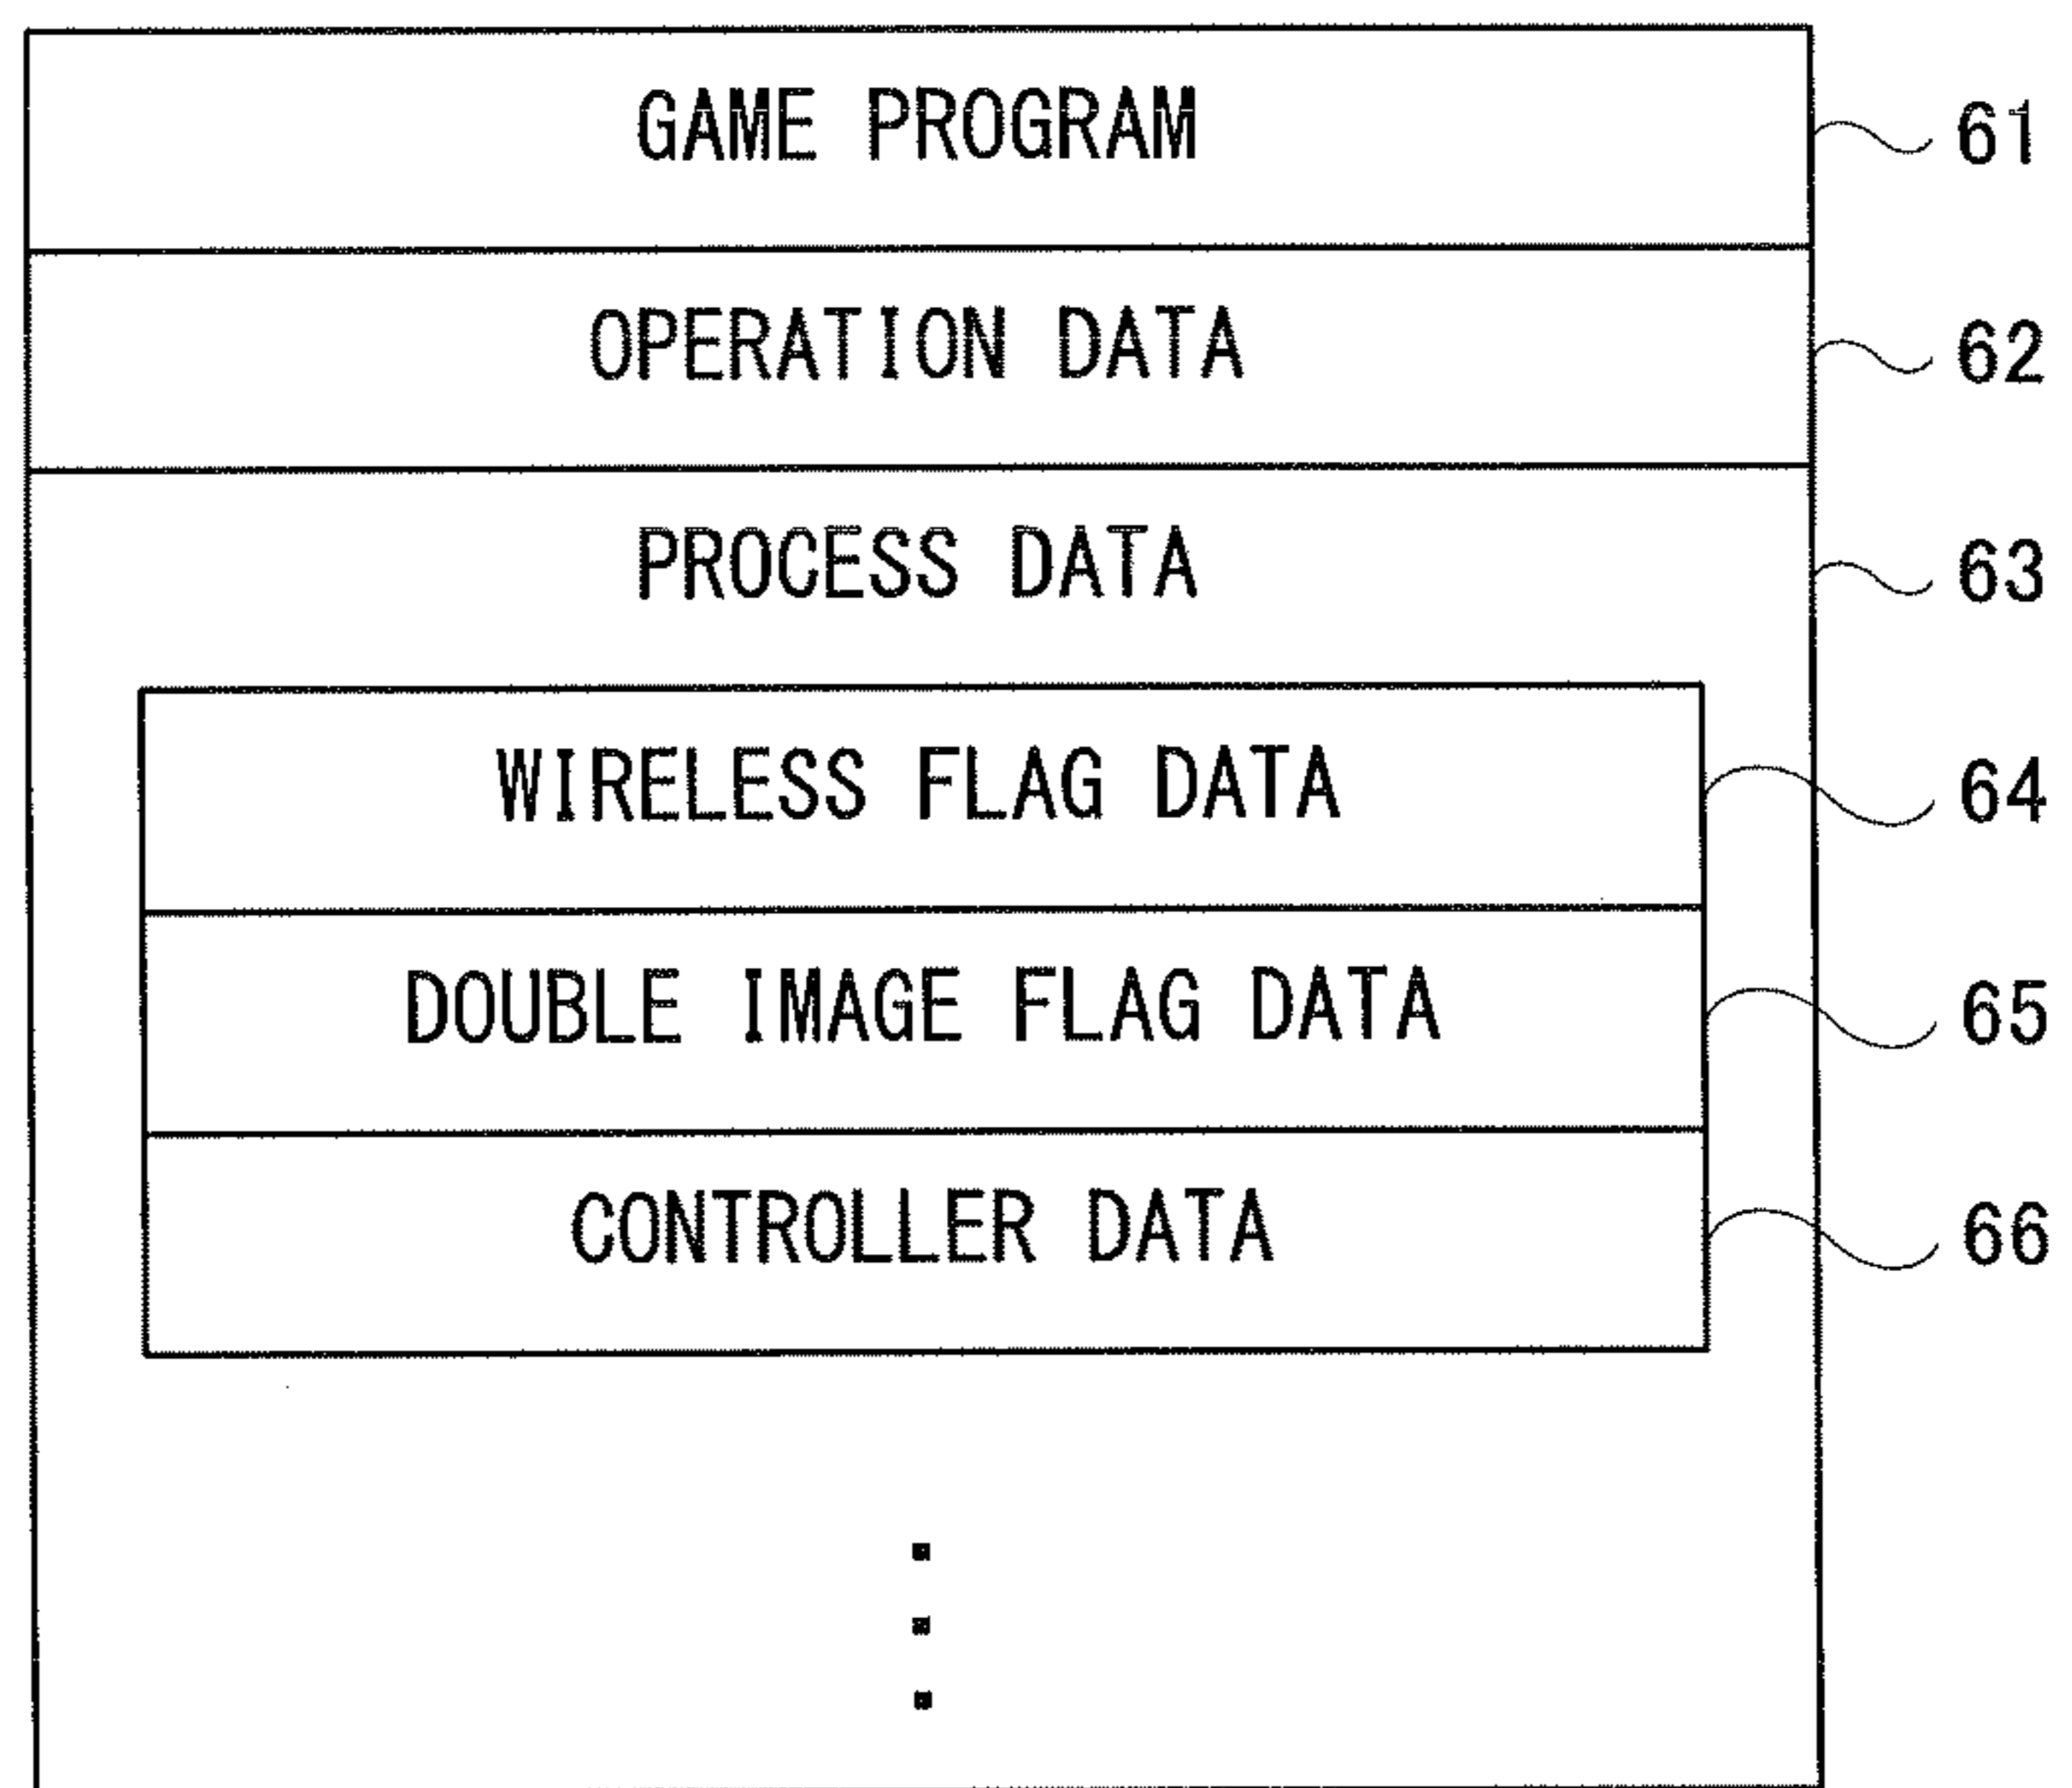 GAME PROGRAM 61
OPERATION DATA 62
PROCESS DATA 63
WIRELESS FLAG DATA 64
DOUBLE IMAGE FLAG DATA 65
CONTROLLER DATA 66